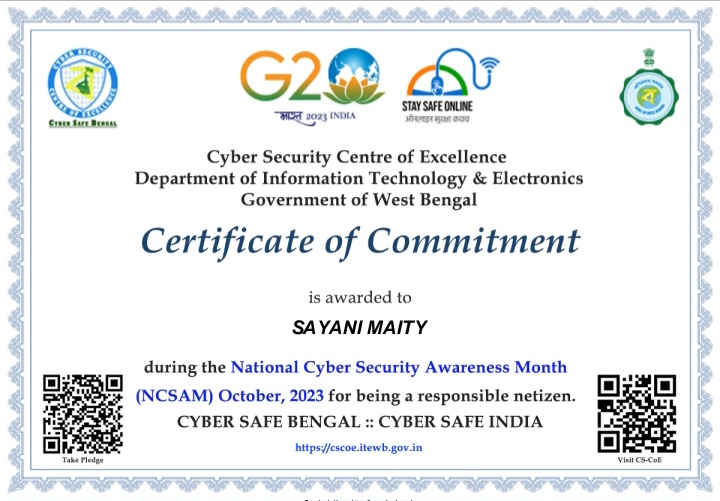 CYBER SECURITY
CENTRE OF EXCELLENCE
CYBER SAFE BENGAL
G20
भारत 2023 INDIA
STAY SAFE ONLINE
ऑनलाइन सुरक्षा कवच
Cyber Security Centre of Excellence
Department of Information Technology & Electronics
Government of West Bengal
Certificate of Commitment
is awarded to
SAYANI MAITY
during the National Cyber Security Awareness Month
(NCSAM) October, 2023 for being a responsible netizen.
CYBER SAFE BENGAL :: CYBER SAFE INDIA
https://cscoe.itewb.gov.in
Take Pledge
Visit CS-CoE